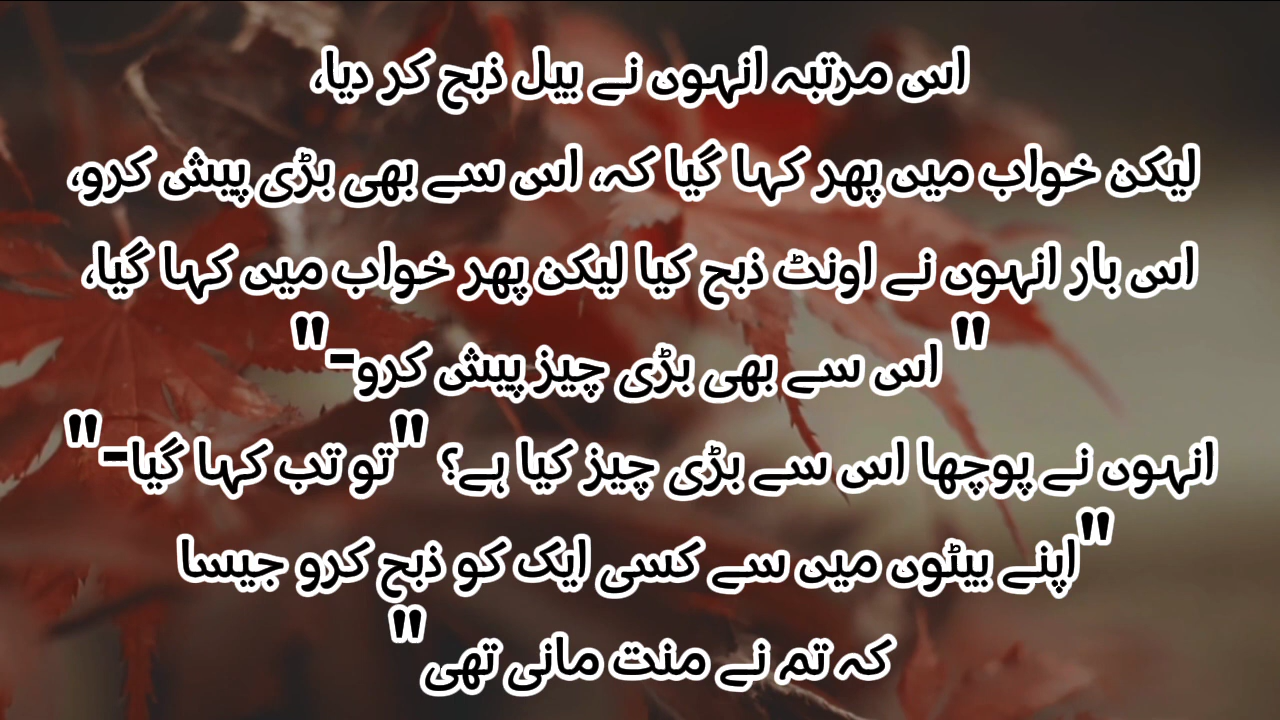 اس مرتبہ انہوں نے بیل ذبح کر دیا،
لیکن خواب میں پھر کہا گیا کہ، اس سے بھی بڑی پیش کرو،
اس بار انہوں نے اونٹ ذبح کیا لیکن پھر خواب میں کہا گیا،
" اس سے بھی بڑی چیز پیش کرو-"
انہوں نے پوچھا اس سے بڑی چیز کیا ہے؟ "تو تب کہا گیا-"
"اپنے بیٹوں میں سے کسی ایک کو ذبح کرو جیسا
کہ تم نے منت مانی تھی"